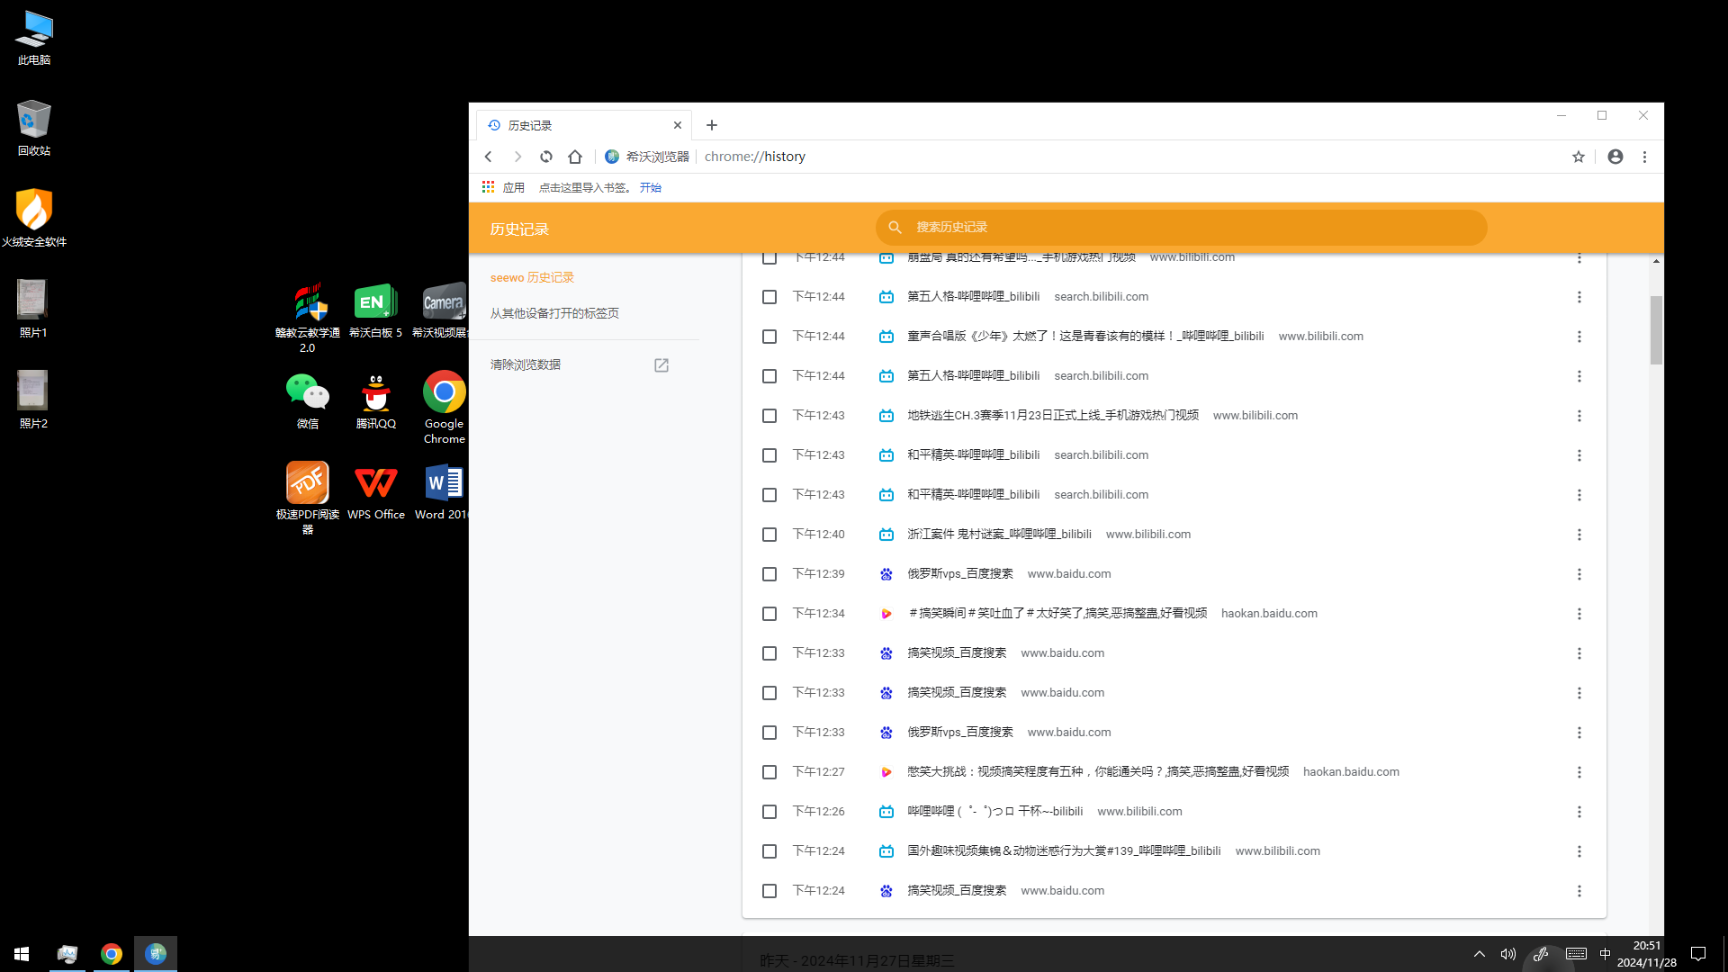 此电脑
回收站
火绒安全软件
照片1
照片2
赣教云教学通2.0
EN
希沃白板 5
Camera
希沃视频展台
微信
腾讯QQ
Google Chrome
PDF
极速PDF阅读器
WPS Office
W
Word 201
历史记录
希沃浏览器
chrome://history
应用
点击这里导入书签。
开始
历史记录
搜索历史记录
seewo 历史记录
从其他设备打开的标签页
清除浏览数据
下午12:44 崩盘局 真的还有希望吗..._手机游戏热门视频 www.bilibili.com
下午12:44 第五人格-哔哩哔哩_bilibili search.bilibili.com
下午12:44 童声合唱版《少年》太燃了！这是青春该有的模样！_哔哩哔哩_bilibili www.bilibili.com
下午12:44 第五人格-哔哩哔哩_bilibili search.bilibili.com
下午12:43 地铁逃生CH.3赛季11月23日正式上线_手机游戏热门视频 www.bilibili.com
下午12:43 和平精英-哔哩哔哩_bilibili search.bilibili.com
下午12:43 和平精英-哔哩哔哩_bilibili search.bilibili.com
下午12:40 浙江案件 鬼村谜案_哔哩哔哩_bilibili www.bilibili.com
下午12:39 俄罗斯vps_百度搜索 www.baidu.com
下午12:34 ＃搞笑瞬间＃笑吐血了＃太好笑了,搞笑,恶搞整蛊,好看视频 haokan.baidu.com
下午12:33 搞笑视频_百度搜索 www.baidu.com
下午12:33 搞笑视频_百度搜索 www.baidu.com
下午12:33 俄罗斯vps_百度搜索 www.baidu.com
下午12:27 憋笑大挑战：视频搞笑程度有五种，你能通关吗？,搞笑,恶搞整蛊,好看视频 haokan.baidu.com
下午12:26 哔哩哔哩 (゜-゜)つロ 干杯~-bilibili www.bilibili.com
下午12:24 国外趣味视频集锦＆动物迷惑行为大赏#139_哔哩哔哩_bilibili www.bilibili.com
下午12:24 搞笑视频_百度搜索 www.baidu.com
昨天 - 2024年11月27日星期三
中
20:51
2024/11/28